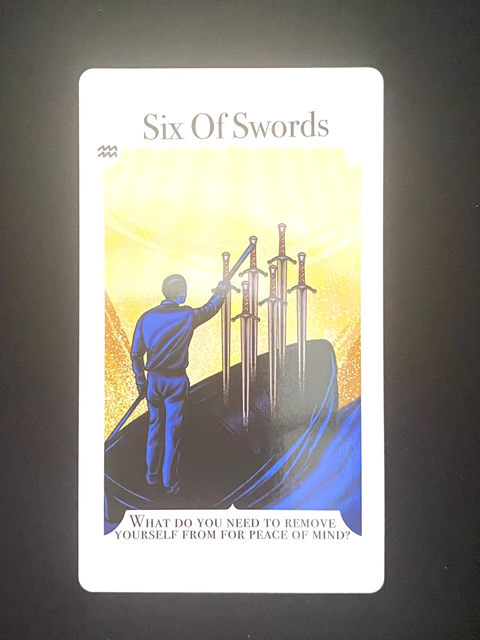 Six Of Swords
What do you need to remove
yourself from for peace of mind?